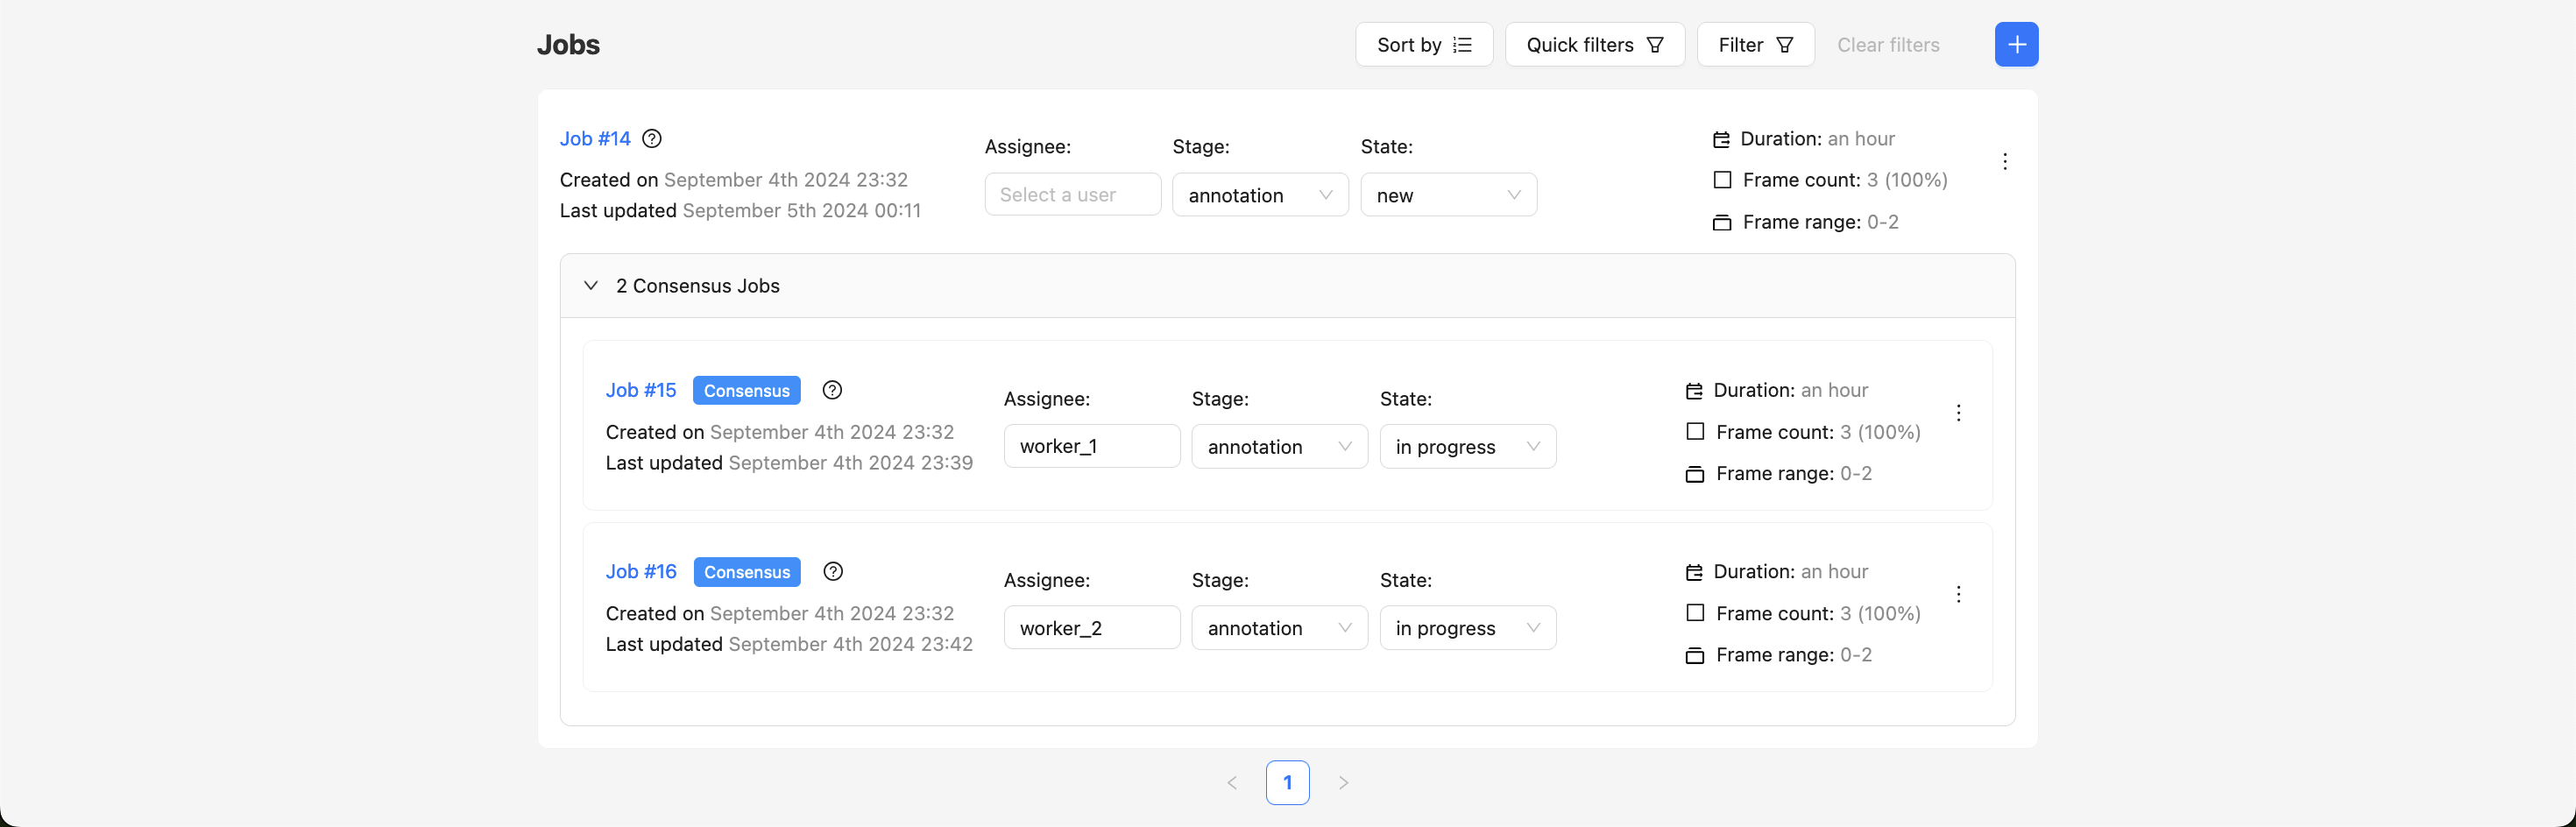 Jobs
Sort by
Quick filters
Filter
Clear filters
Job #14
Created on September 4th 2024 23:32
Last updated September 5th 2024 00:11
Assignee:
Select a user
Stage:
annotation
State:
new
Duration: an hour
Frame count: 3 (100%)
Frame range: 0-2
2 Consensus Jobs
Job #15 Consensus
Created on September 4th 2024 23:32
Last updated September 4th 2024 23:39
Assignee:
worker_1
Stage:
annotation
State:
in progress
Duration: an hour
Frame count: 3 (100%)
Frame range: 0-2
Job #16 Consensus
Created on September 4th 2024 23:32
Last updated September 4th 2024 23:42
Assignee:
worker_2
Stage:
annotation
State:
in progress
Duration: an hour
Frame count: 3 (100%)
Frame range: 0-2
1